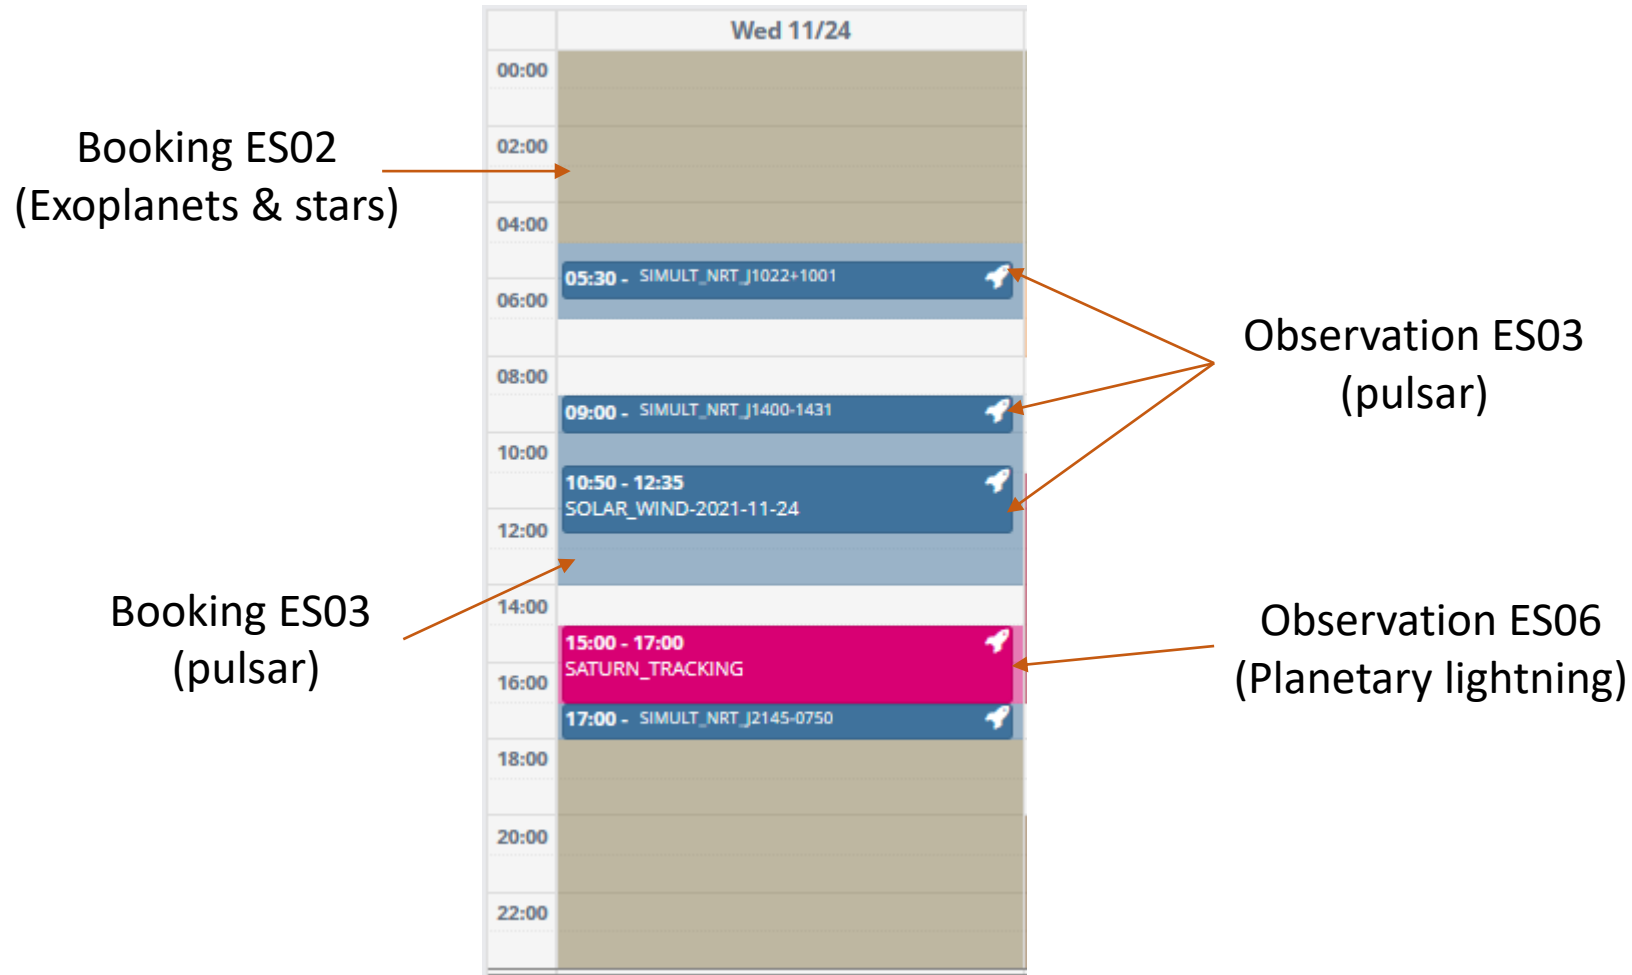 Wed 11/24
00:00
02:00
04:00
05:30 - SIMULT_NRT_J1022+1001
06:00
08:00
09:00 - SIMULT_NRT_J1400-1431
10:00
10:50 - 12:35
SOLAR_WIND-2021-11-24
12:00
14:00
15:00 - 17:00
SATURN_TRACKING
16:00
17:00 - SIMULT_NRT_J2145-0750
18:00
20:00
22:00
Booking ES02
(Exoplanets & stars)
Booking ES03
(pulsar)
Observation ES03
(pulsar)
Observation ES06
(Planetary lightning)